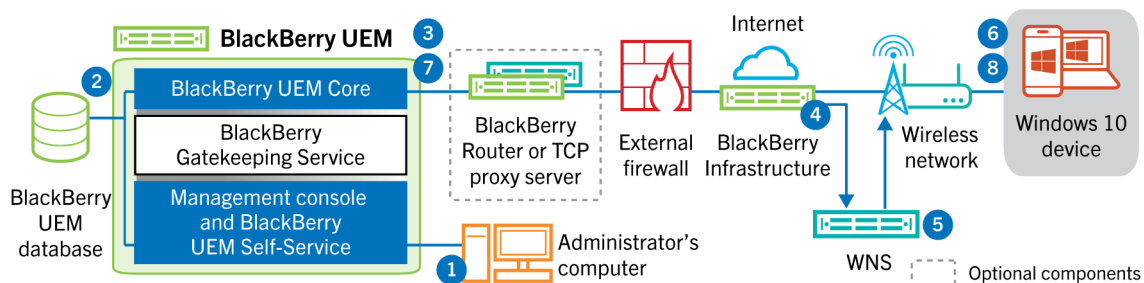 BlackBerry UEM
3
Internet
6
2
7
8
BlackBerry UEM Core
BlackBerry
Gatekeeping Service
Management console
and BlackBerry
UEM Self-Service
BlackBerry
UEM
database
BlackBerry
Router or TCP
proxy server
External
firewall
4
BlackBerry
Infrastructure
Wireless
network
Windows 10
device
1
Administrator’s
computer
5
WNS
Optional components